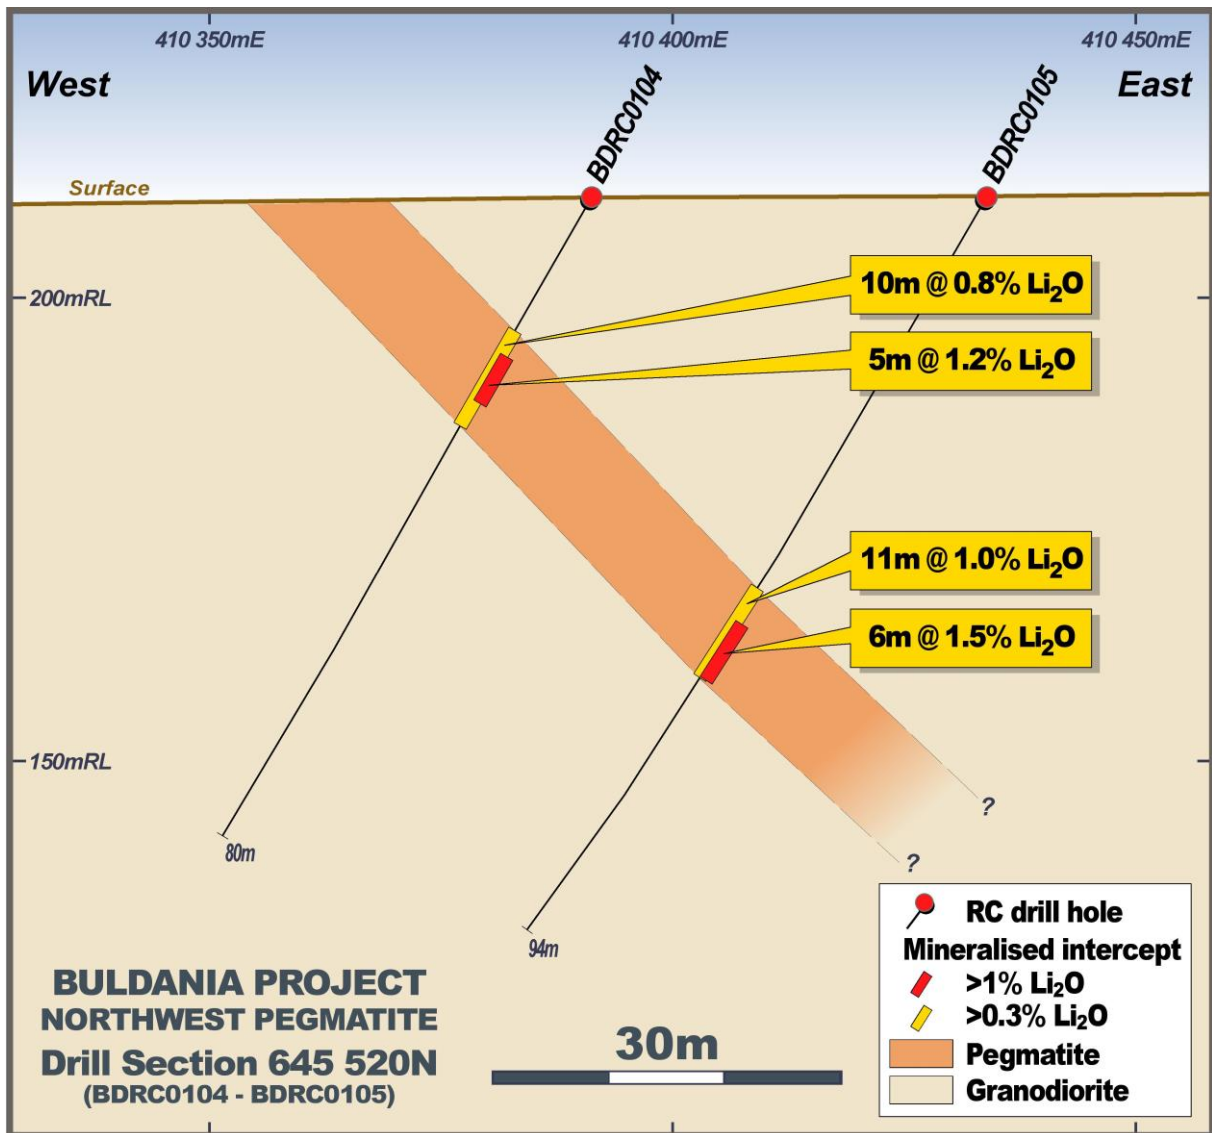 410 350mE
410 400mE
410 450mE
West
East
BDRC0104
BDRC0105
Surface
200mRL
10m @ 0.8% Li₂O
5m @ 1.2% Li₂O
11m @ 1.0% Li₂O
6m @ 1.5% Li₂O
150mRL
?
?
80m
94m
RC drill hole
Mineralised intercept
>1% Li₂O
>0.3% Li₂O
Pegmatite
Granodiorite
BULDANIA PROJECT
NORTHWEST PEGMATITE
Drill Section 645 520N
(BDRC0104 - BDRC0105)
30m